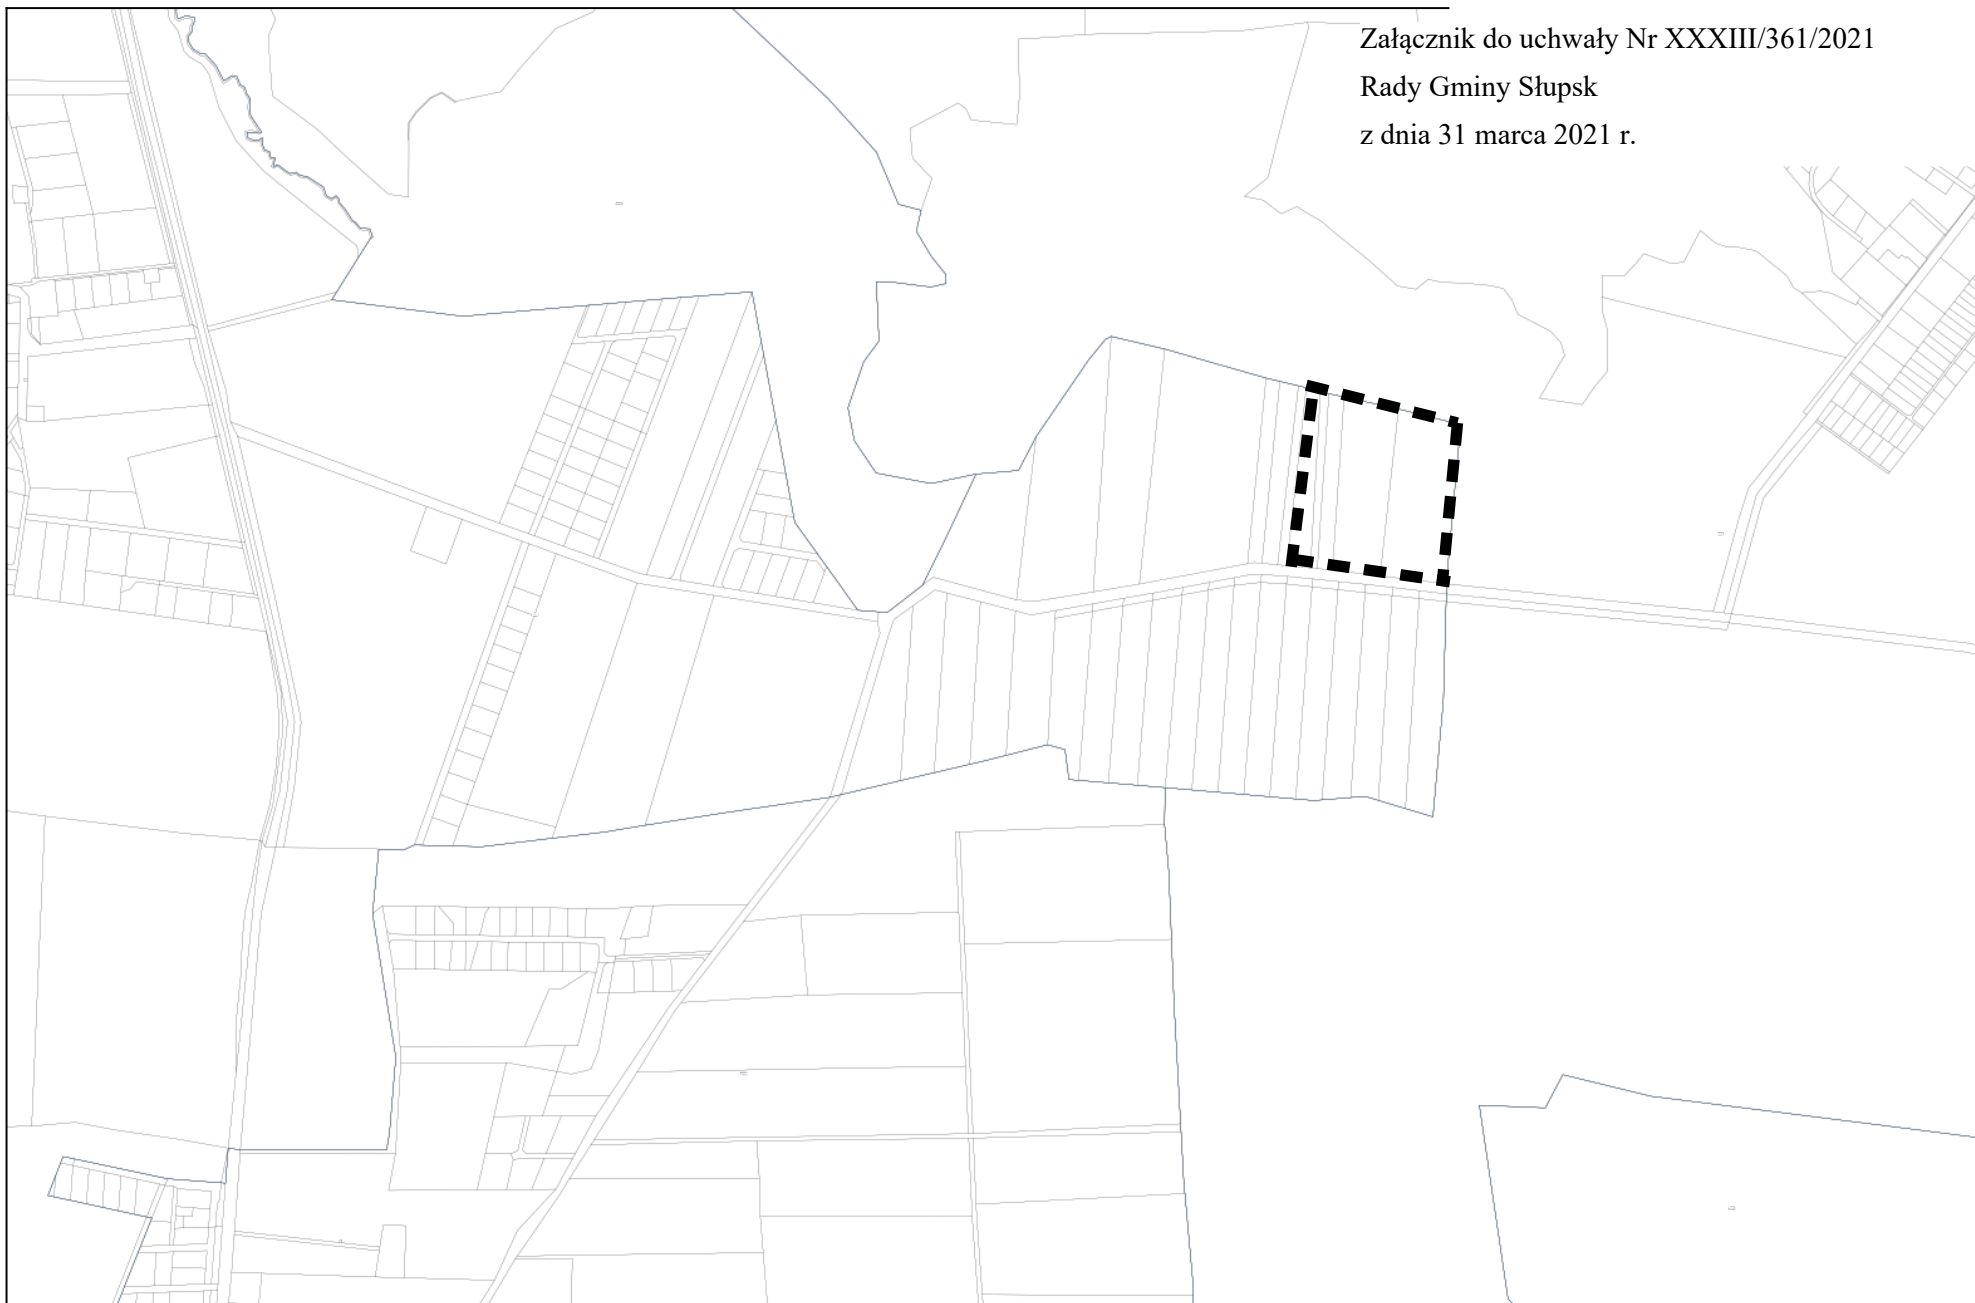 Załącznik do uchwały Nr XXXIII/361/2021
Rady Gminy Słupsk
z dnia 31 marca 2021 r.